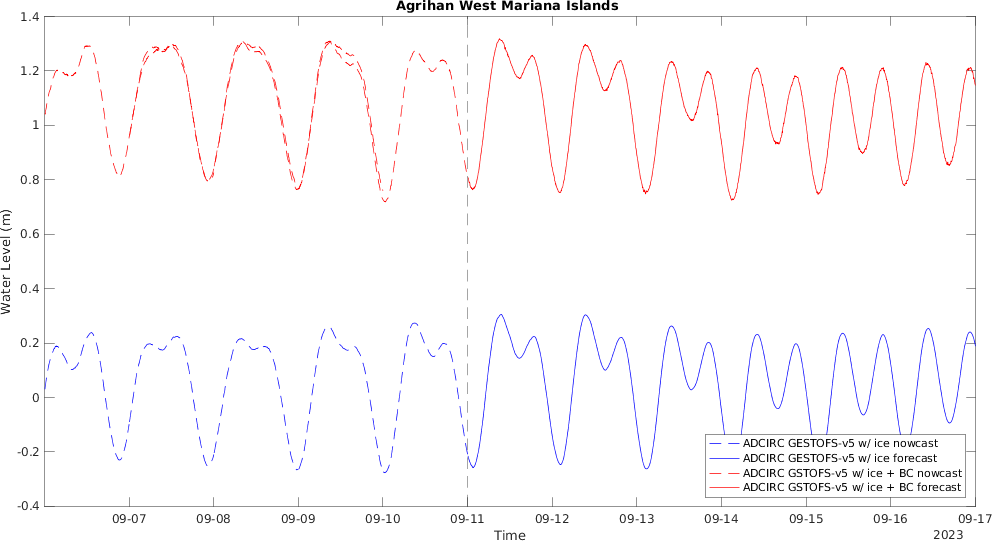 Agrihan West Mariana Islands
Water Level (m)
1.4
1.2
1
0.8
0.6
0.4
0.2
0
-0.2
-0.4
ADCIRC GESTOFS-v5 w/ ice nowcast
ADCIRC GESTOFS-v5 w/ ice forecast
ADCIRC GSTOFS-v5 w/ ice + BC nowcast
ADCIRC GSTOFS-v5 w/ ice + BC forecast
09-07 09-08 09-09 09-10 09-11 09-12 09-13 09-14 09-15 09-16 09-17
Time
2023